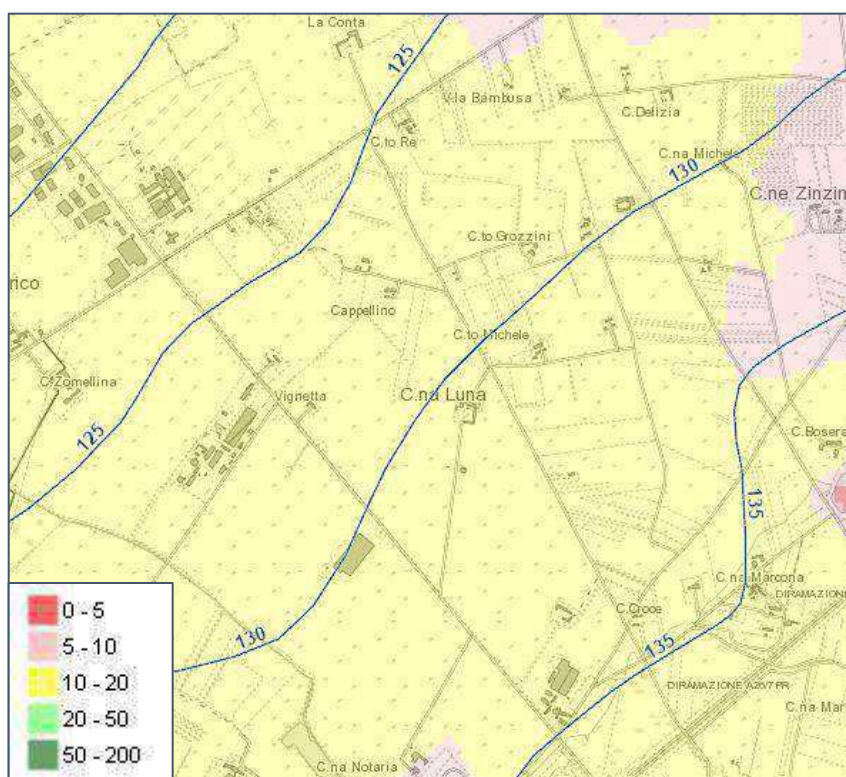 La Conta
125
V.la Bambusa
C. Delizia
C.to Re
C.na Michele
130
C.ne Zinzin
C.to Grozzini
rico
Cappellino
C.to Michele
C. Zomellina
Vignetta
C.na Luna
125
C. Bosera
135
C.na Marcona
DIRAMAZIONE
C. Croce
130
135
DIRAMAZIONE A26/7 PR
C.na Mar
C.na Notaria
0 - 5
5 - 10
10 - 20
20 - 50
50 - 200